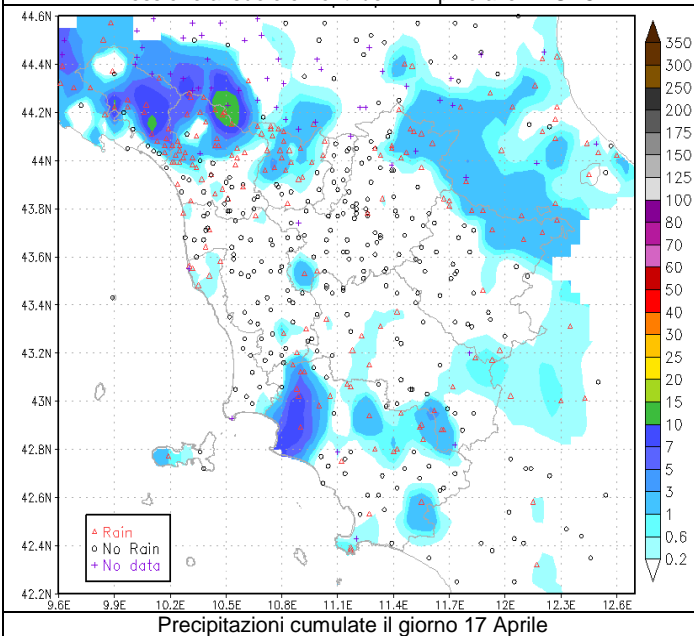 44.6N
44.4N
44.2N
44N
43.8N
43.6N
43.4N
43.2N
43N
42.8N
42.6N
42.4N
42.2N
9.6E 9.9E 10.2E 10.5E 10.8E 11.1E 11.4E 11.7E 12E 12.3E 12.6E
Rain
No Rain
No data
350
300
250
200
175
150
125
100
80
70
60
50
40
30
25
20
15
10
7
5
3
1
0.6
0.2
Precipitazioni cumulate il giorno 17 Aprile